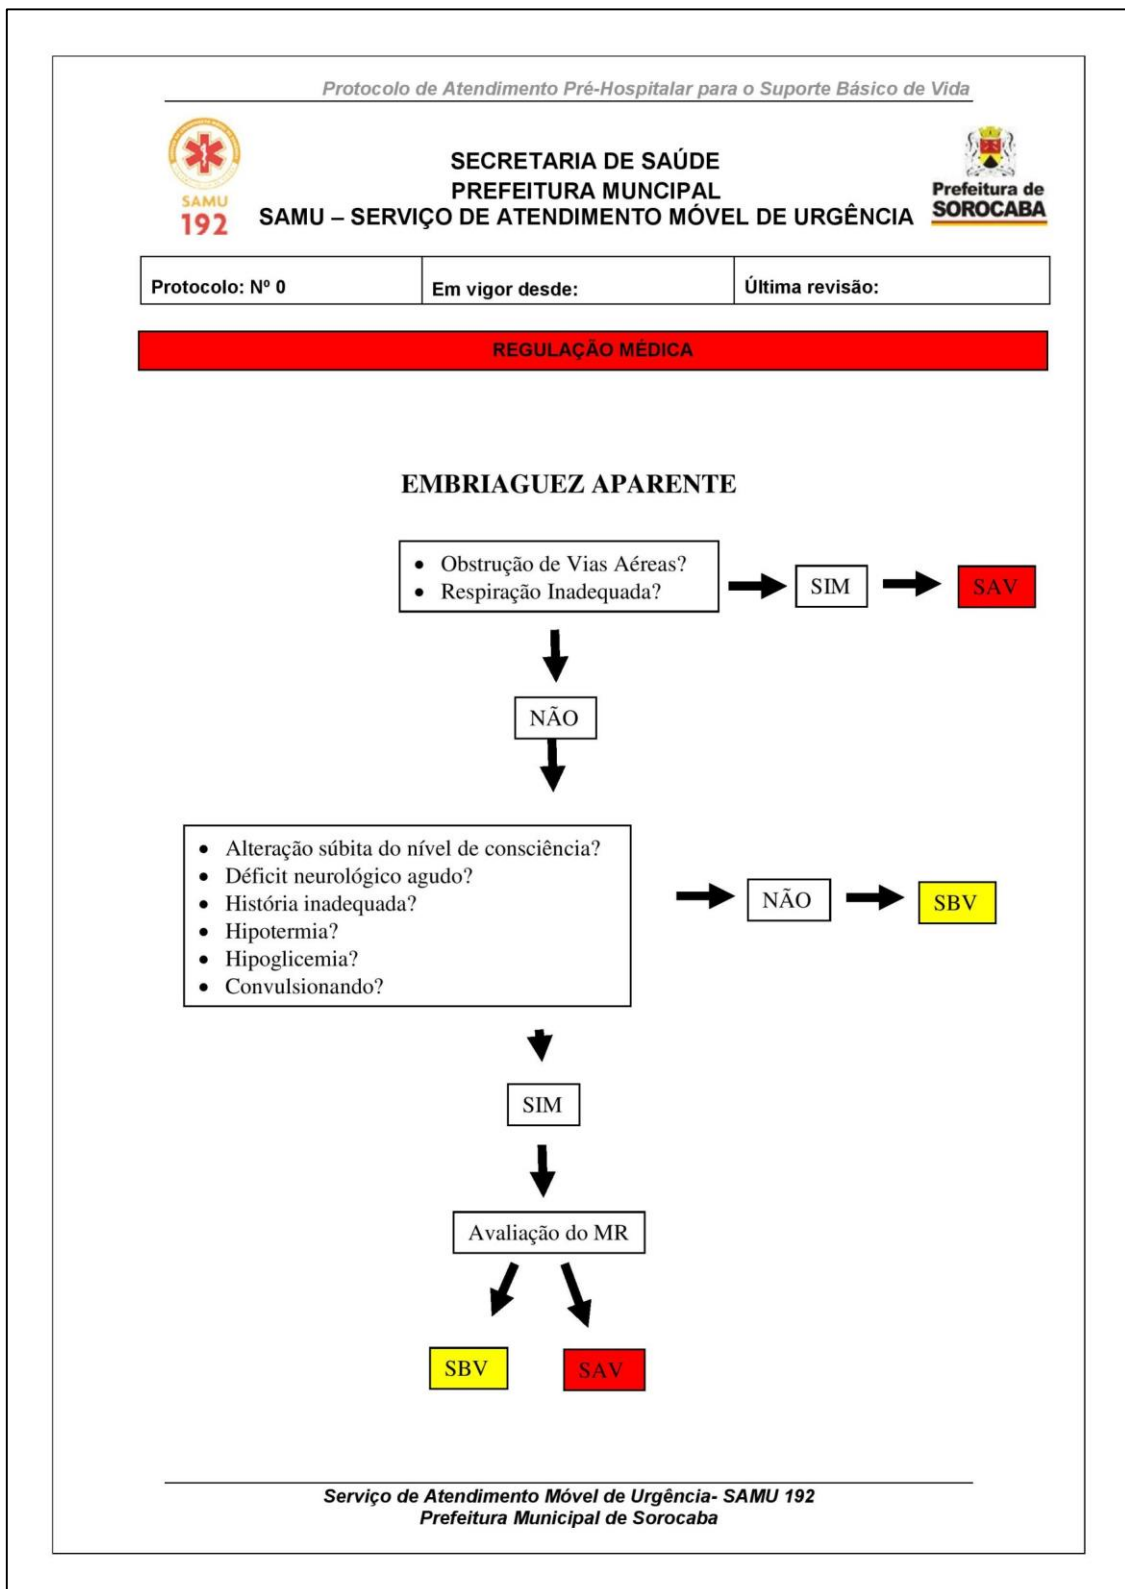 Protocolo de Atendimento Pré-Hospitalar para o Suporte Básico de Vida
SAMU
192
SECRETARIA DE SAÚDE
PREFEITURA MUNCIPAL
SAMU – SERVIÇO DE ATENDIMENTO MÓVEL DE URGÊNCIA
Prefeitura de
SOROCABA
Protocolo: Nº 0
Em vigor desde:
Última revisão:
REGULAÇÃO MÉDICA
EMBRIAGUEZ APARENTE
• Obstrução de Vias Aéreas?
• Respiração Inadequada?
SIM
SAV
NÃO
• Alteração súbita do nível de consciência?
• Déficit neurológico agudo?
• História inadequada?
• Hipotermia?
• Hipoglicemia?
• Convulsionando?
NÃO
SBV
SIM
Avaliação do MR
SBV
SAV
Serviço de Atendimento Móvel de Urgência- SAMU 192
Prefeitura Municipal de Sorocaba